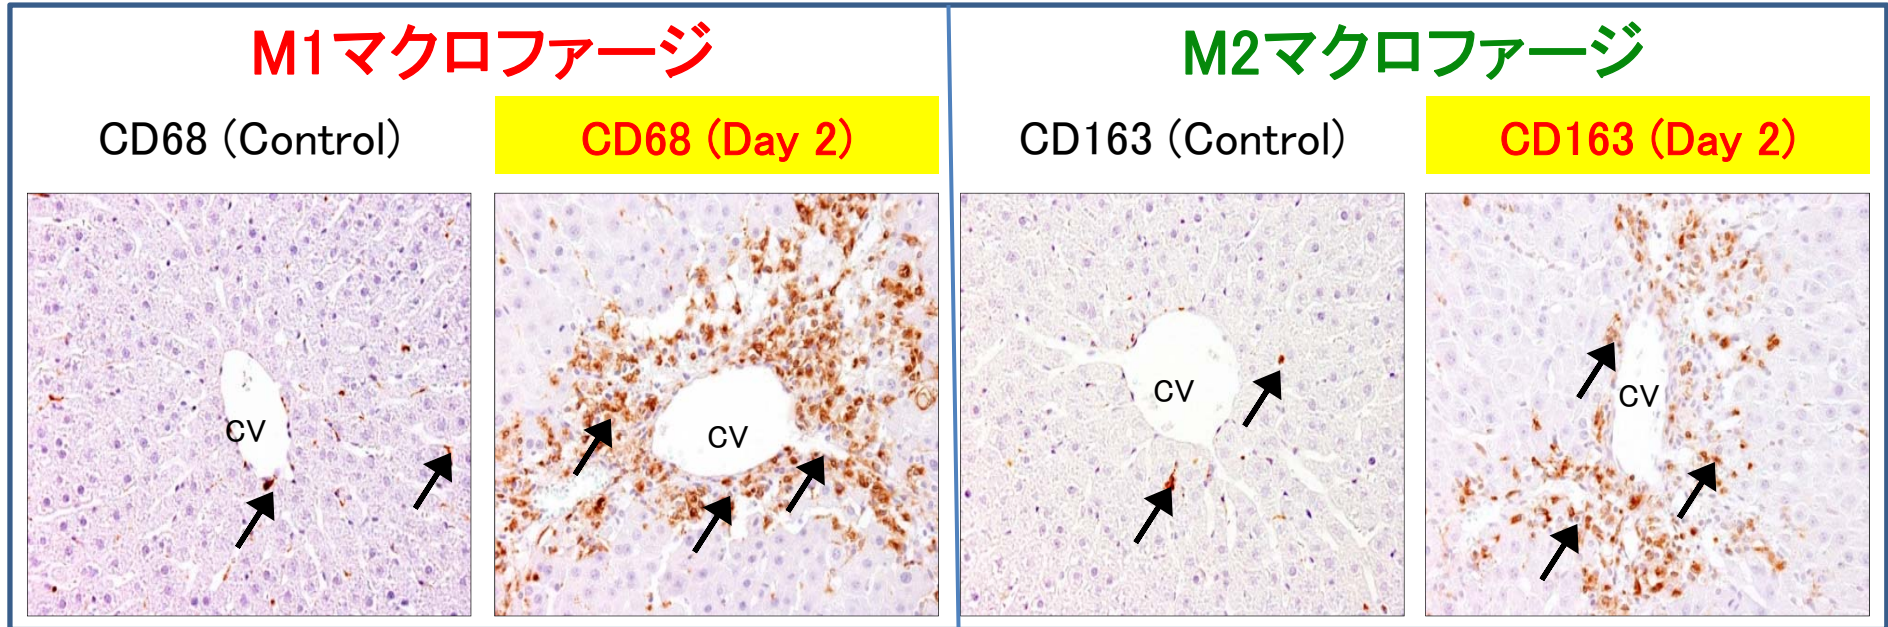 M1マクロファージ
CD68 (Control)
CD68 (Day 2)
CV
CV
M2マクロファージ
CD163 (Control)
CD163 (Day 2)
CV
CV